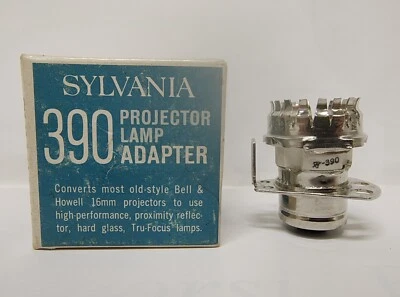 SYLVANIA
390 PROJECTOR
LAMP
ADAPTER
Converts most old-style Bell &
Howell 16mm projectors to use
high-performance, proximity reflec-
tor, hard glass, Tru-Focus lamps.
-390